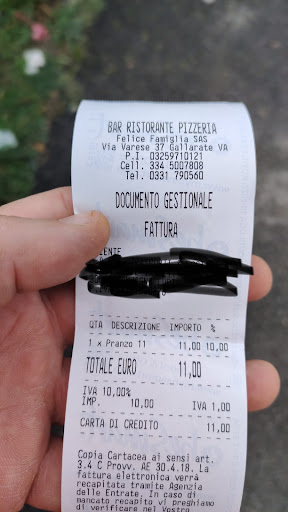 BAR RISTORANTE PIZZERIA
Felice Famiglia SAS
Via Varese 37 Gallarate VA
P.I. 03259710121
Cell. 334 5007808
Tel. 0331 790560
DOCUMENTO GESTIONALE
FATTURA
QTA DESCRIZIONE IMPORTO %
1 x Pranzo 11 11,00 10,00
TOTALE EURO 11,00
IVA 10,00%
IMP. 10,00 IVA 1,00
CARTA DI CREDITO 11,00
Copia Cartacea ai sensi art.
3.4 C Provv. AE 30.4.18. La
fattura elettronica verrà
recapitata tramite Agenzia
delle Entrate. In caso di
mancato recapito vi preghiamo
di verificare nel Vostro